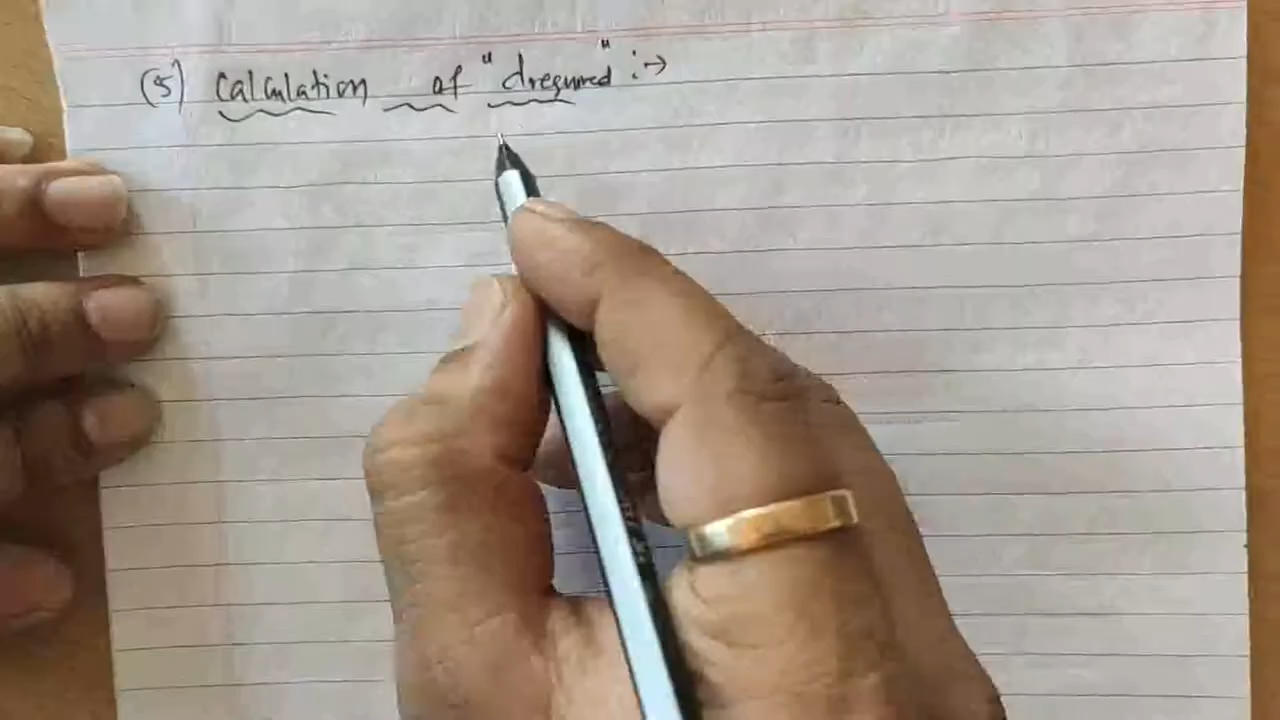 (5) Calculation of "drequired" :→